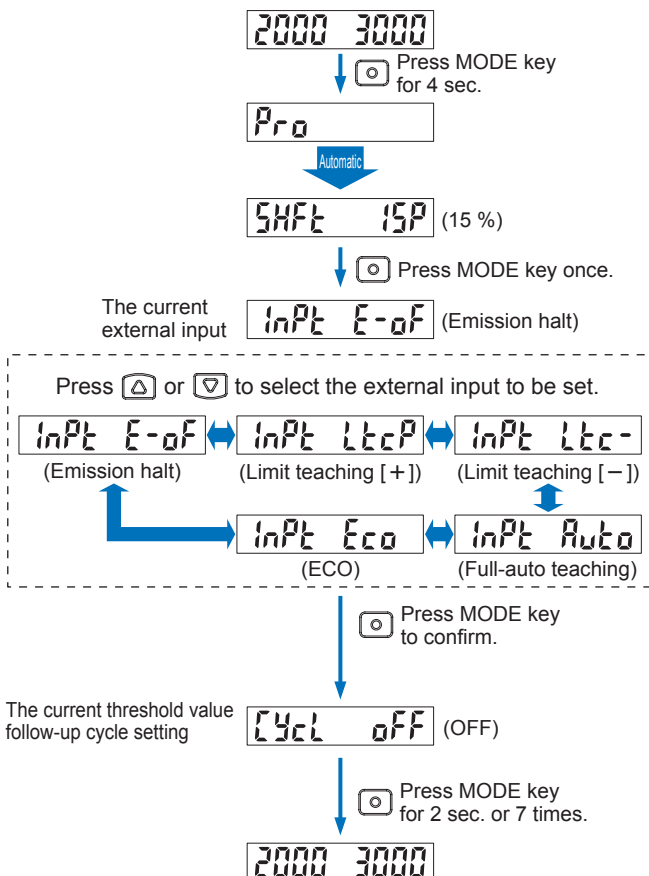 2000 3000
Press MODE key
for 4 sec.
Pro
Automatic
SHFt 15P (15 %)
Press MODE key once.
The current
external input
InPt E-oF (Emission halt)
Press △ or ▽ to select the external input to be set.
InPt E-oF InPt LtcP InPt Ltc-
(Emission halt) (Limit teaching [+]) (Limit teaching [−])
InPt Eco InPt Auto
(ECO) (Full-auto teaching)
Press MODE key
to confirm.
The current threshold value
follow-up cycle setting
CYcL oFF (OFF)
Press MODE key
for 2 sec. or 7 times.
2000 3000